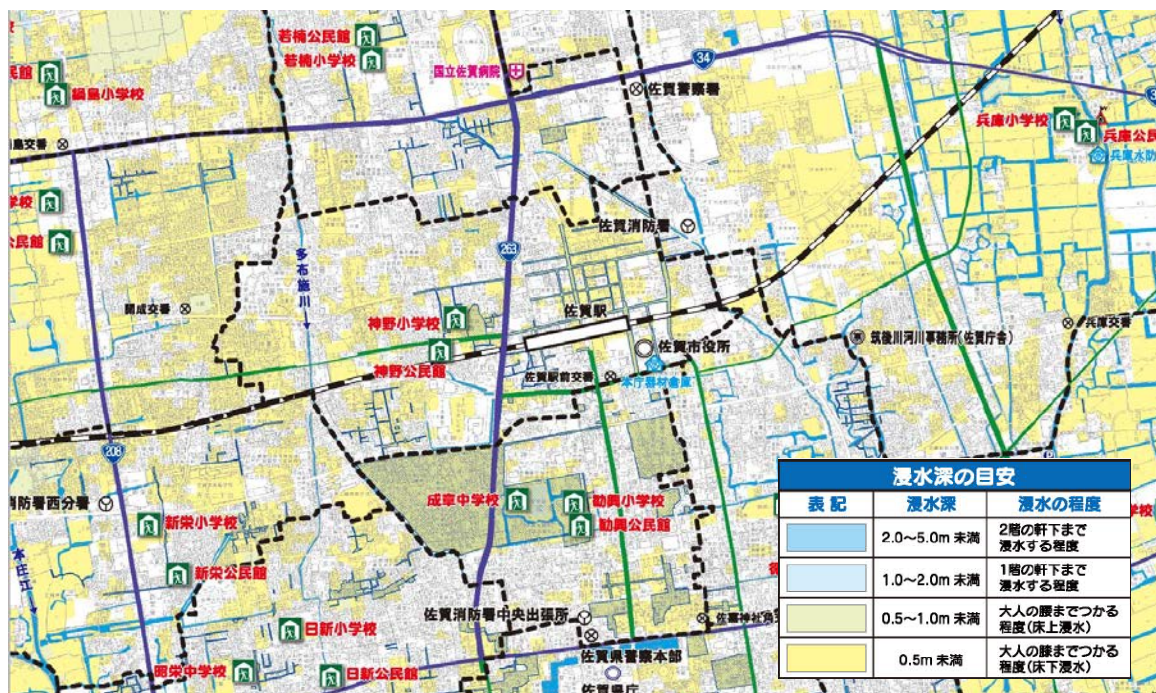 若楠公民館
若楠小学校
国立佐賀病院
34
佐賀警察署
民館
鍋島小学校
兵庫小学校
兵庫公民
兵庫水防
島交番
学校
公民館
佐賀消防署
263
多布施川
開成交番
神野小学校
佐賀駅
兵庫交番
神野公民館
佐賀市役所
筑後川河川事務所(佐賀庁舎)
佐賀駅前交番
本庁器材倉庫
208
消防署西分署
成章中学校
勧興小学校
新栄小学校
勧興公民館
本庄江
新栄公民館
佐賀消防署中央出張所
日新小学校
佐賀県警察本部
昭栄中学校
日新公民館
佐賀県庁
浸水深の目安
表記 浸水深 浸水の程度
2.0～5.0m 未満 2階の軒下まで
浸水する程度
1.0～2.0m 未満 1階の軒下まで
浸水する程度
0.5～1.0m 未満 大人の腰までつかる
程度(床上浸水)
0.5m 未満 大人の膝までつかる
程度(床下浸水)